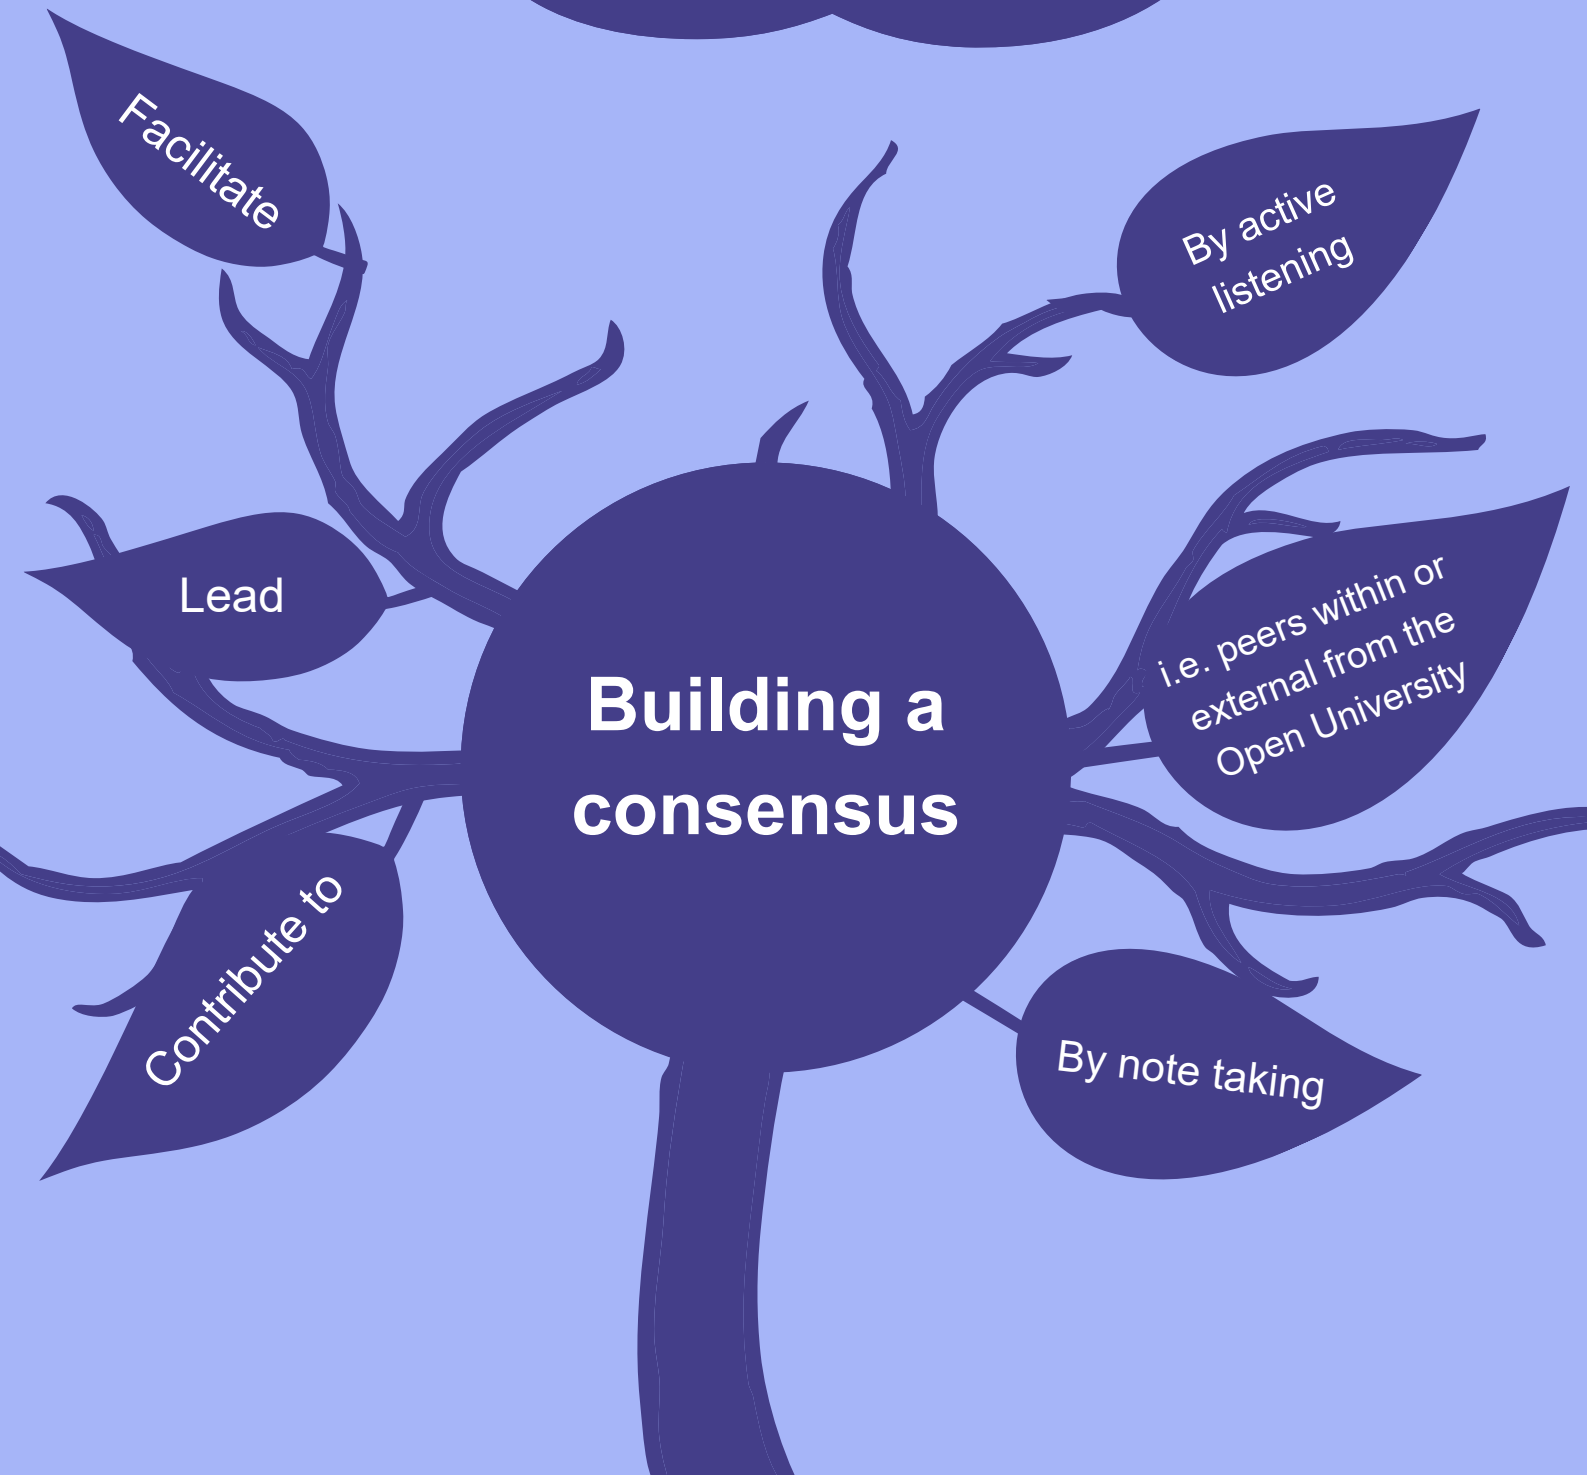 Facilitate
By active
listening
Lead
i.e. peers within or
external from the
Open University
Building a
consensus
Contribute to
By note taking